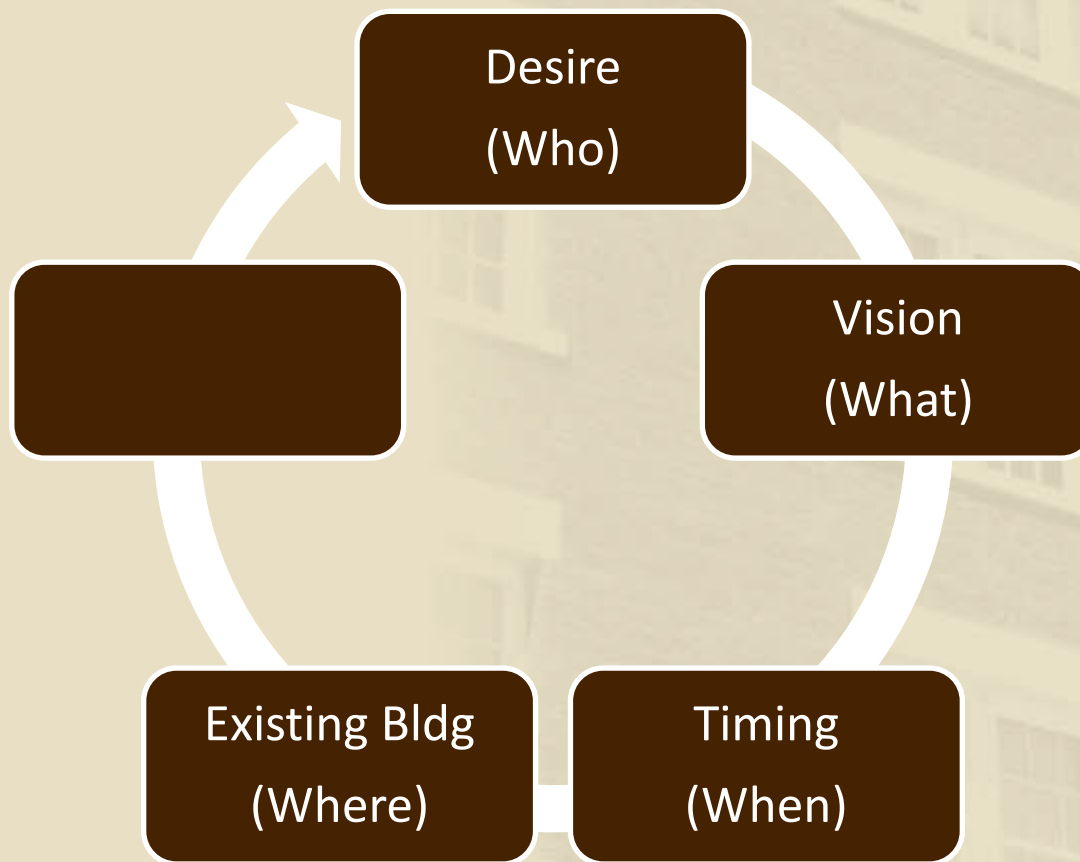 Desire
(Who)
Vision
(What)
Timing
(When)
Existing Bldg
(Where)